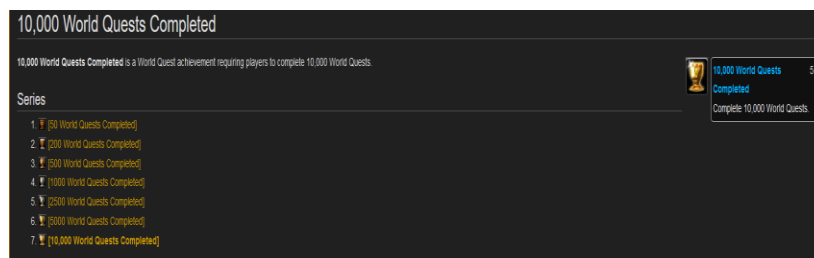 10,000 World Quests Completed
10,000 World Quests Completed is a World Quest achievement requiring players to complete 10,000 World Quests.
10,000 World Quests 5
Completed
Complete 10,000 World Quests.
Series
1. [50 World Quests Completed]
2. [200 World Quests Completed]
3. [500 World Quests Completed]
4. [1000 World Quests Completed]
5. [2500 World Quests Completed]
6. [5000 World Quests Completed]
7. [10,000 World Quests Completed]